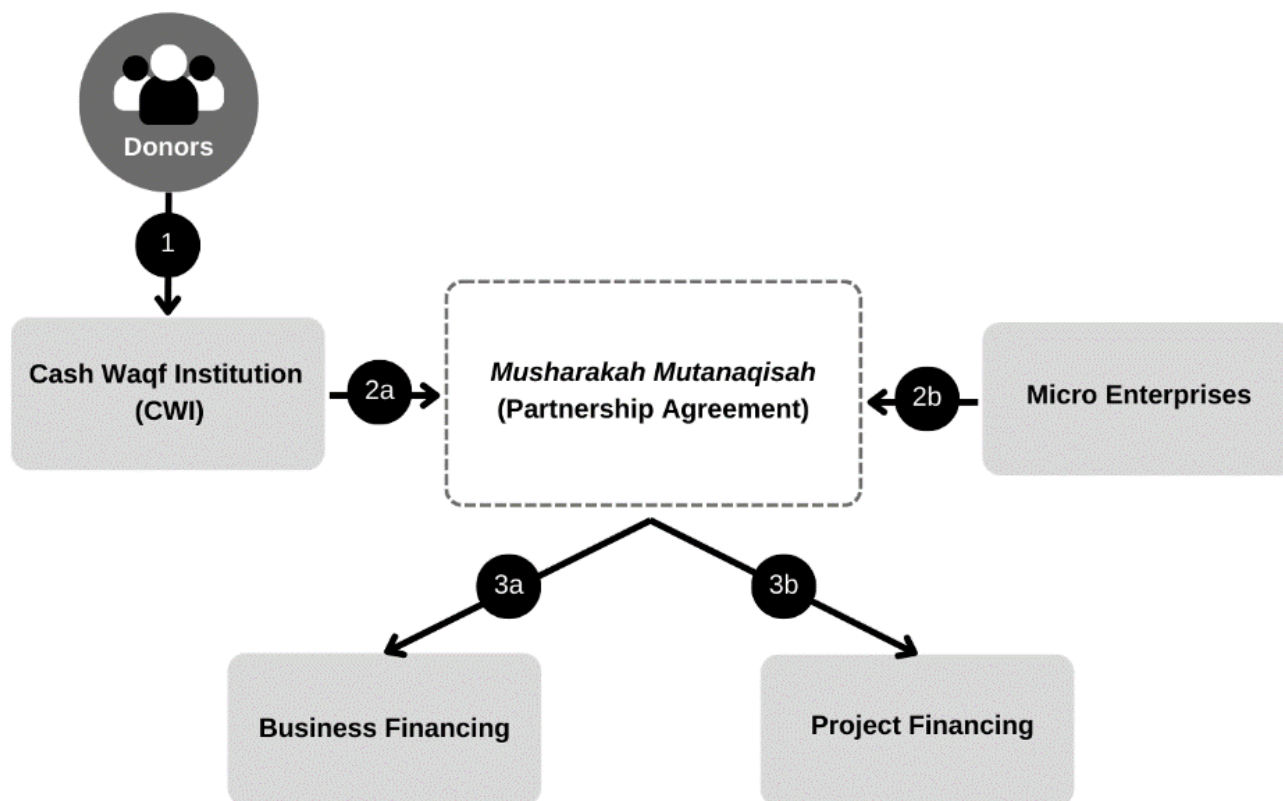 Donors
1
Cash Waqf Institution
(CWI)
2a
Musharakah Mutanaqisah
(Partnership Agreement)
2b
Micro Enterprises
3a
3b
Business Financing
Project Financing